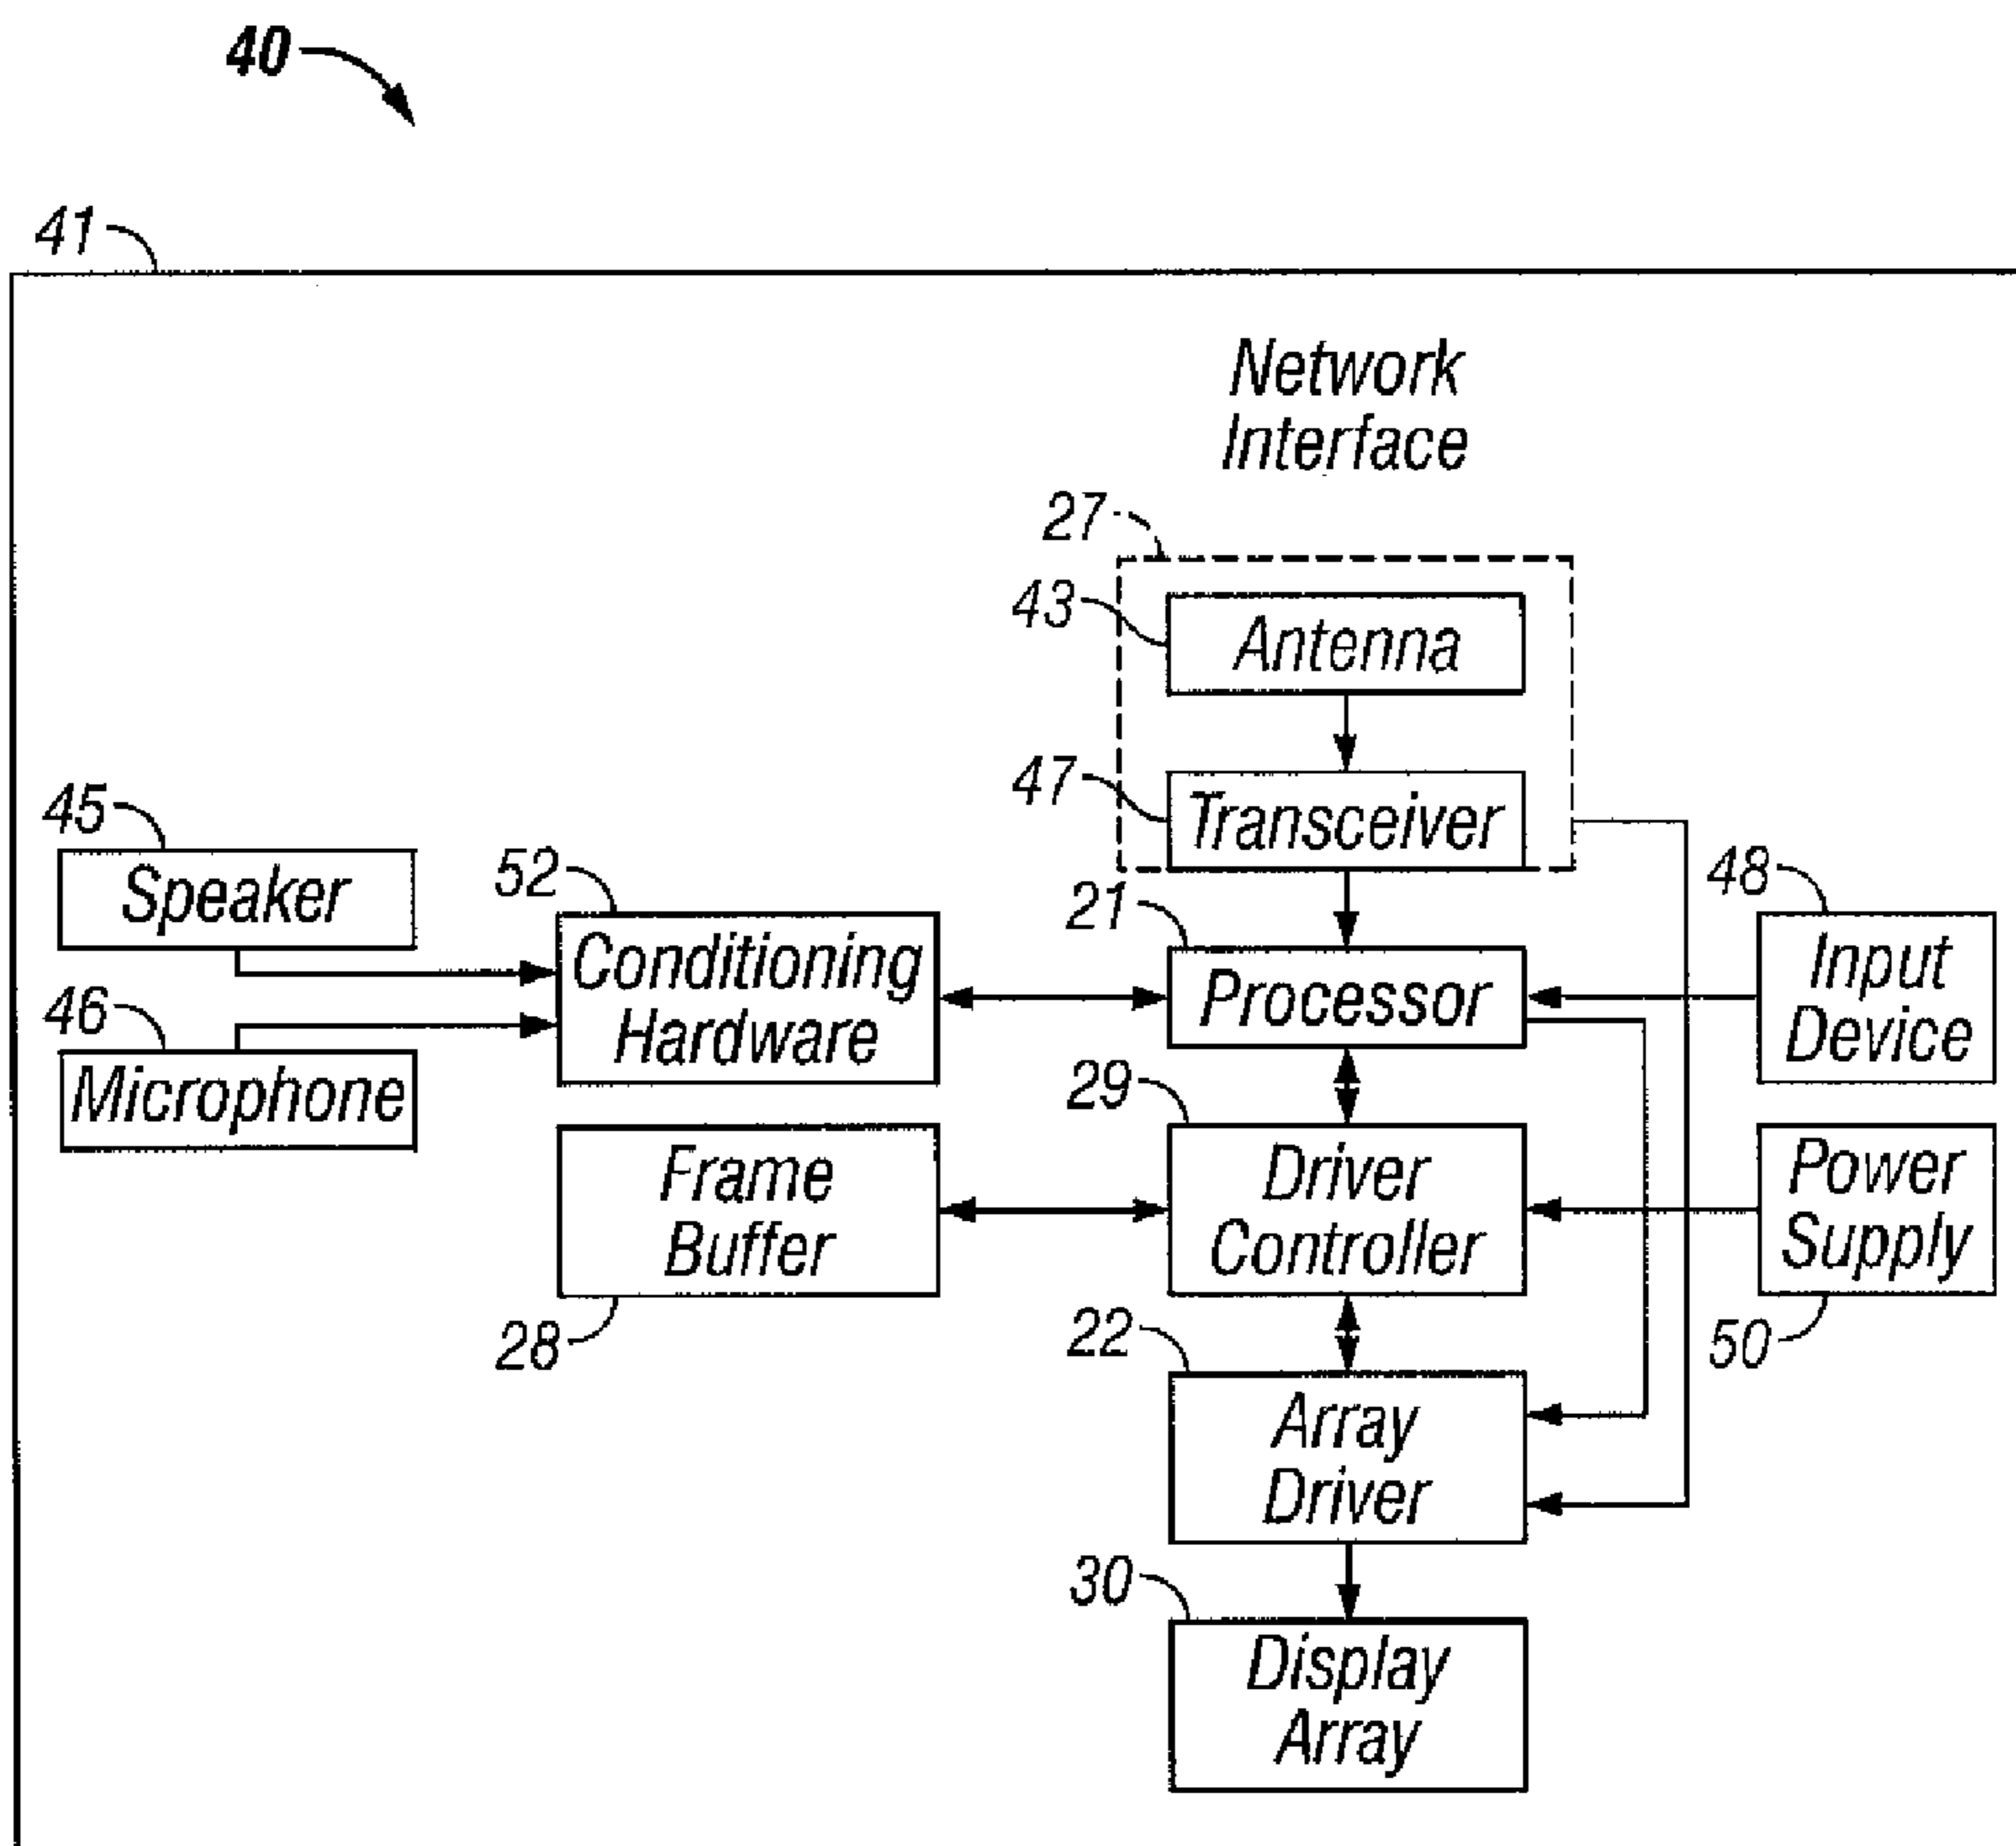 40
41
Network
Interface
27
43
Antenna
47
Transceiver
45
Speaker
52
Conditioning
Hardware
21
Processor
48
Input
Device
46
Microphone
29
Driver
Controller
Frame
Buffer
28
Power
Supply
50
22
Array
Driver
30
Display
Array